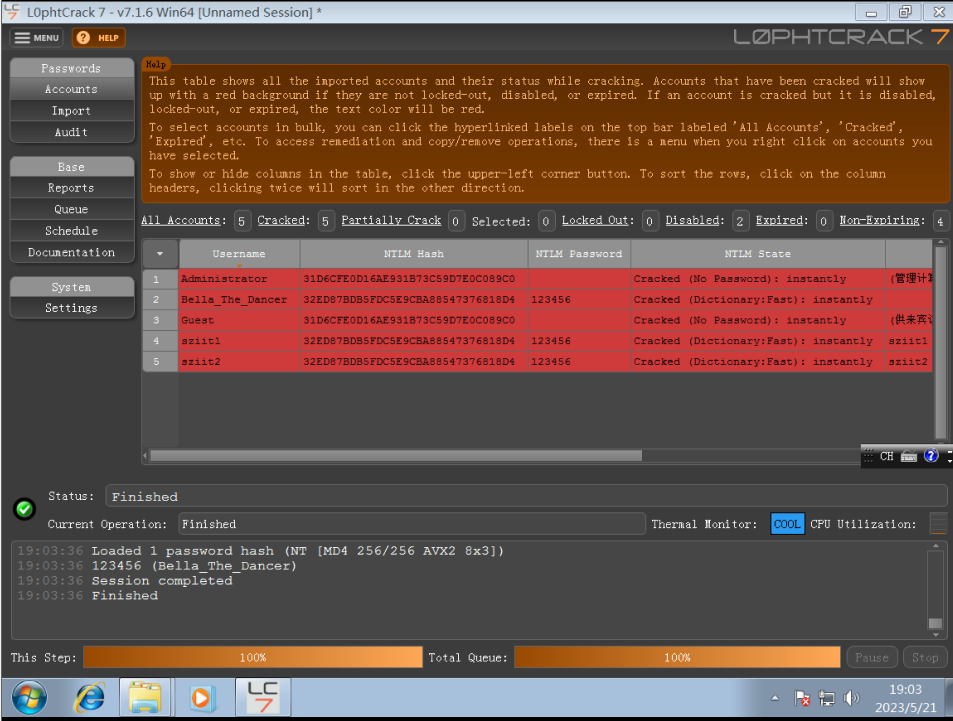 L0phtCrack 7 - v7.1.6 Win64 [Unnamed Session] *
MENU
HELP
L0PHTCRACK 7
Passwords
Accounts
Import
Audit
Base
Reports
Queue
Schedule
Documentation
System
Settings
Help
This table shows all the imported accounts and their status while cracking. Accounts that have been cracked will show
up with a red background if they are not locked-out, disabled, or expired. If an account is cracked but it is disabled,
locked-out, or expired, the text color will be red.
To select accounts in bulk, you can click the hyperlinked labels on the top bar labeled 'All Accounts', 'Cracked',
'Expired', etc. To access remediation and copy/remove operations, there is a menu when you right click on accounts you
have selected.
To show or hide columns in the table, click the upper-left corner button. To sort the rows, click on the column
headers, clicking twice will sort in the other direction.
All Accounts: 5 Cracked: 5 Partially Crack 0 Selected: 0 Locked Out: 0 Disabled: 2 Expired: 0 Non-Expiring: 4
Username NTLM Hash NTLM Password NTLM State
1 Administrator 31D6CFE0D16AE931B73C59D7E0C089C0 Cracked (No Password): instantly (管理计
2 Bella_The_Dancer 32ED87BDB5FDC5E9CBA88547376818D4 123456 Cracked (Dictionary:Fast): instantly
3 Guest 31D6CFE0D16AE931B73C59D7E0C089C0 Cracked (No Password): instantly (供来宾
4 sziit1 32ED87BDB5FDC5E9CBA88547376818D4 123456 Cracked (Dictionary:Fast): instantly sziit1
5 sziit2 32ED87BDB5FDC5E9CBA88547376818D4 123456 Cracked (Dictionary:Fast): instantly sziit2
CH
Status: Finished
Current Operation: Finished Thermal Monitor: COOL CPU Utilization:
19:03:36 Loaded 1 password hash (NT [MD4 256/256 AVX2 8x3])
19:03:36 123456 (Bella_The_Dancer)
19:03:36 Session completed
19:03:36 Finished
This Step: 100% Total Queue: 100% Pause Stop
LC
7
19:03
2023/5/21